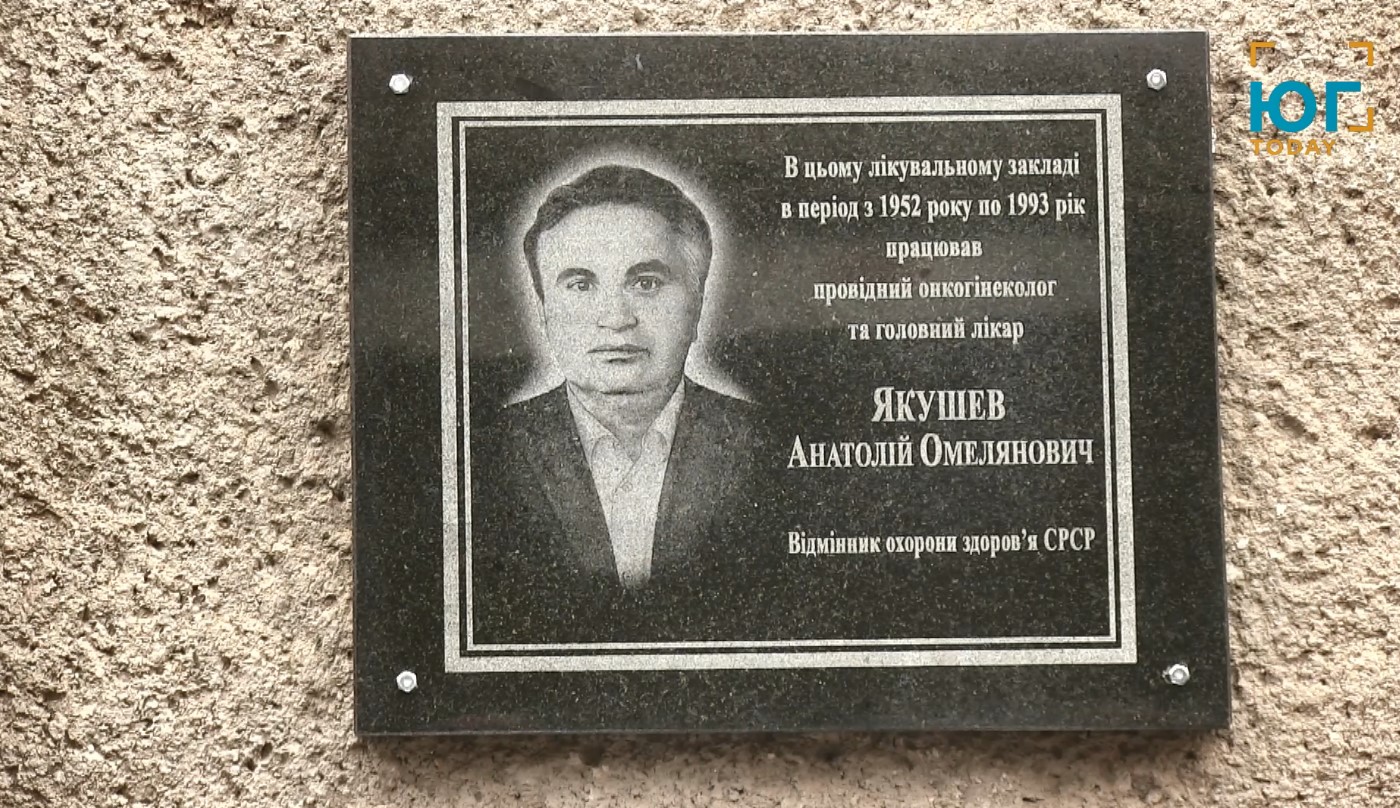 В цьому лікувальному закладі
в період з 1952 року по 1993 рік
працював
провідний онкогінеколог
та головний лікар
ЯКУШЕВ
АНАТОЛІЙ ОМЕЛЯНОВИЧ
Відмінник охорони здоров’я СРСР
ЮГ
TODAY